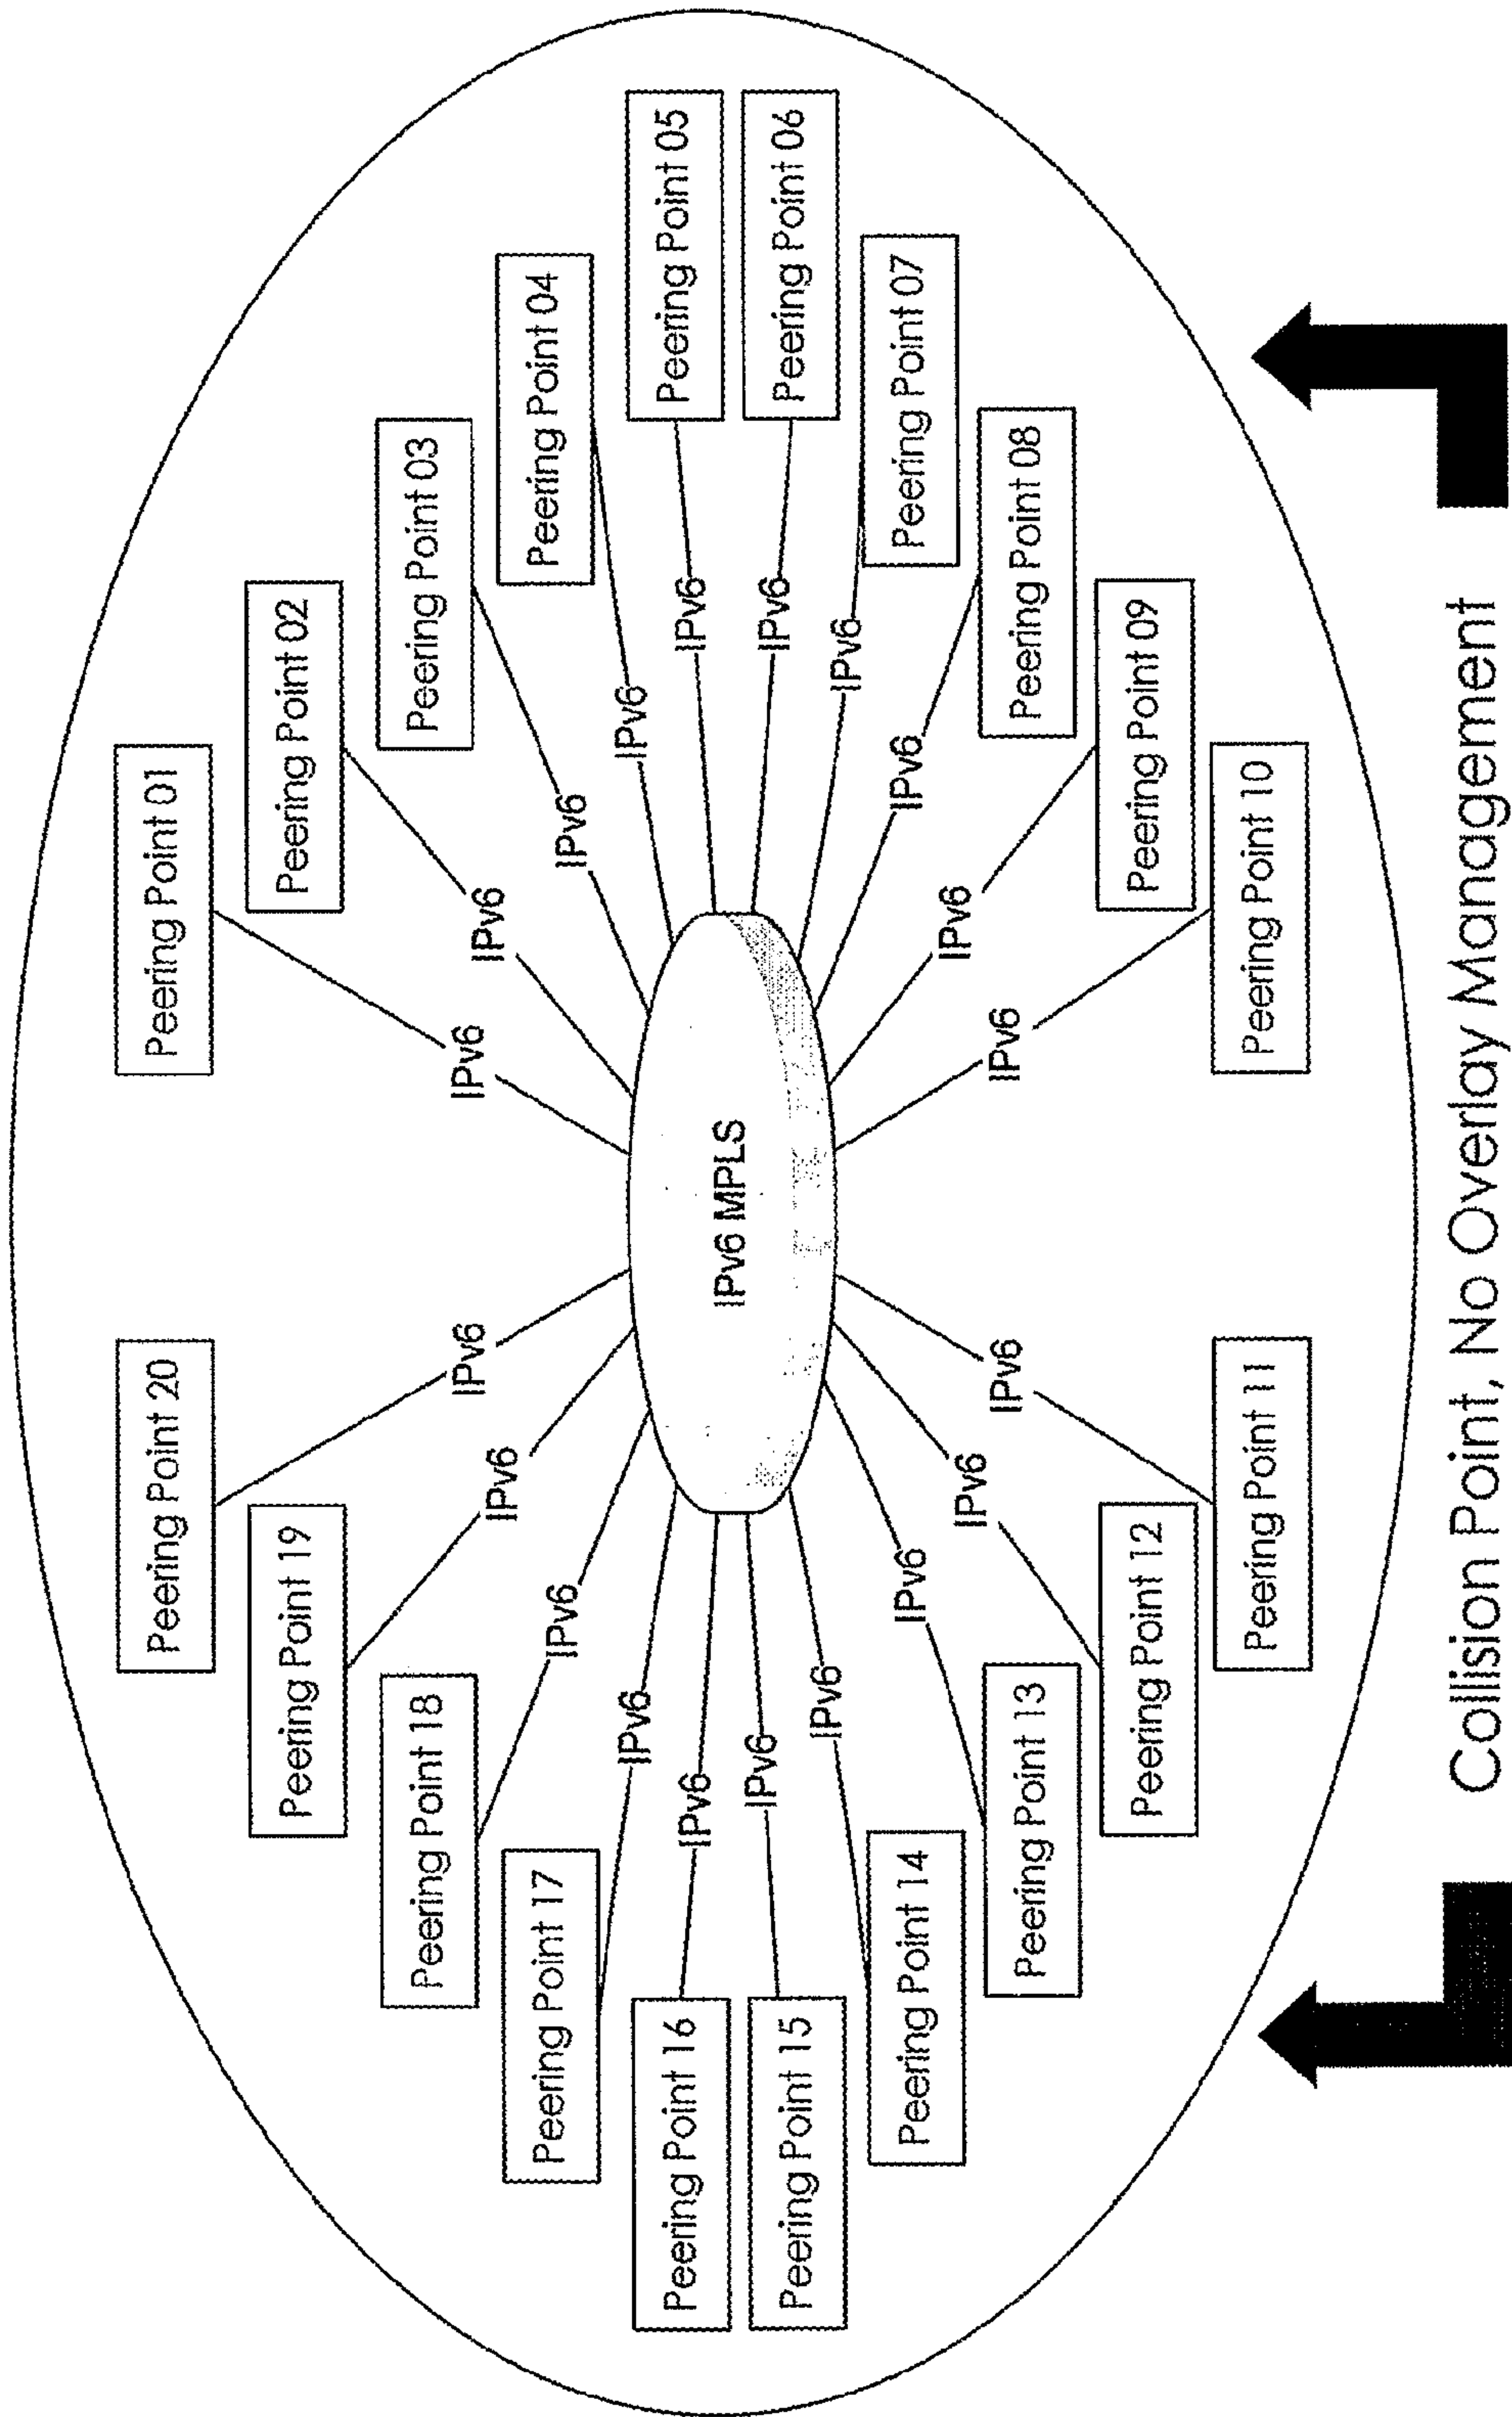 Peering Point 20
Peering Point 01
Peering Point 19
Peering Point 02
Peering Point 18
Peering Point 03
Peering Point 17
Peering Point 04
Peering Point 16
Peering Point 05
Peering Point 15
Peering Point 06
Peering Point 14
Peering Point 07
Peering Point 13
Peering Point 08
Peering Point 12
Peering Point 09
Peering Point 11
Peering Point 10
IPv6
IPv6
IPv6
IPv6
IPv6
IPv6
IPv6
IPv6
IPv6
IPv6
IPv6 MPLS
IPv6
IPv6
IPv6
IPv6
IPv6
IPv6
IPv6
IPv6
IPv6
IPv6
Collision Point, No Overlay Management